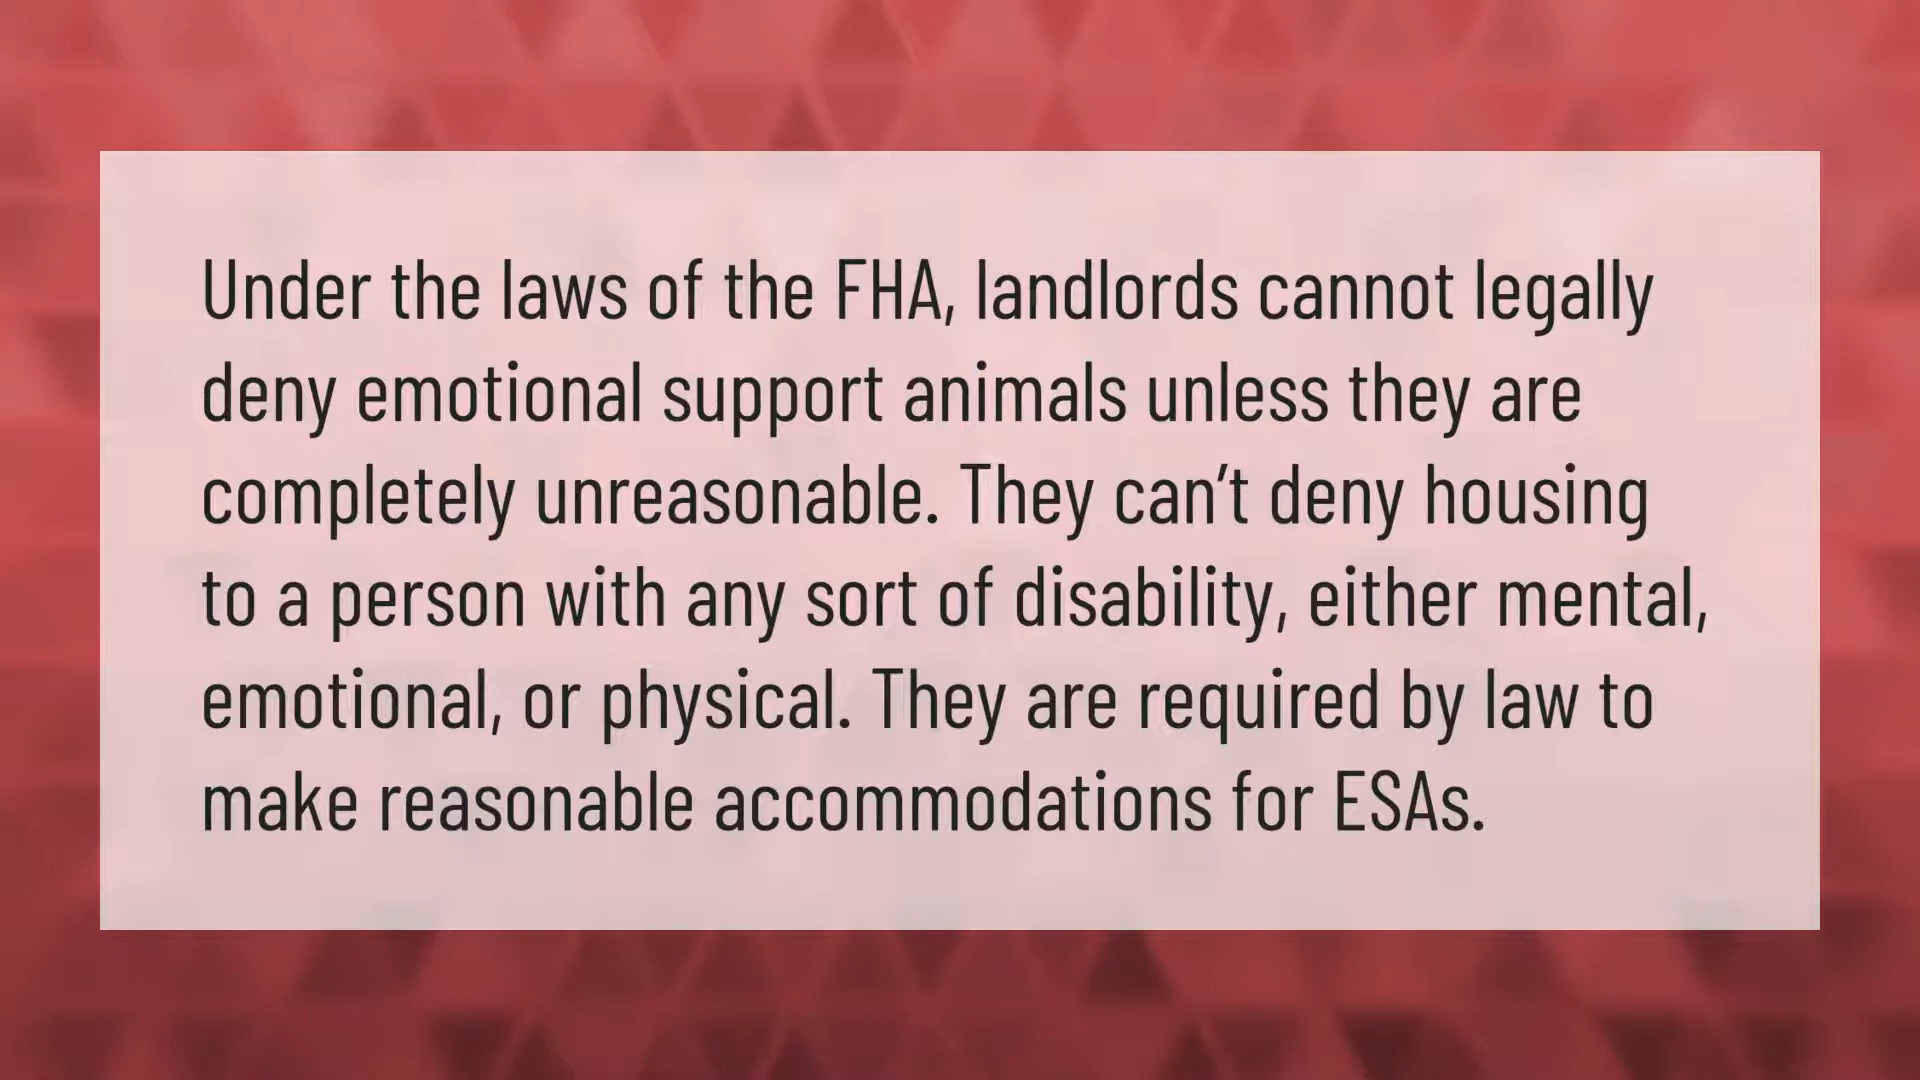 Under the laws of the FHA, landlords cannot legally
deny emotional support animals unless they are
completely unreasonable. They can’t deny housing
to a person with any sort of disability, either mental,
emotional, or physical. They are required by law to
make reasonable accommodations for ESAs.